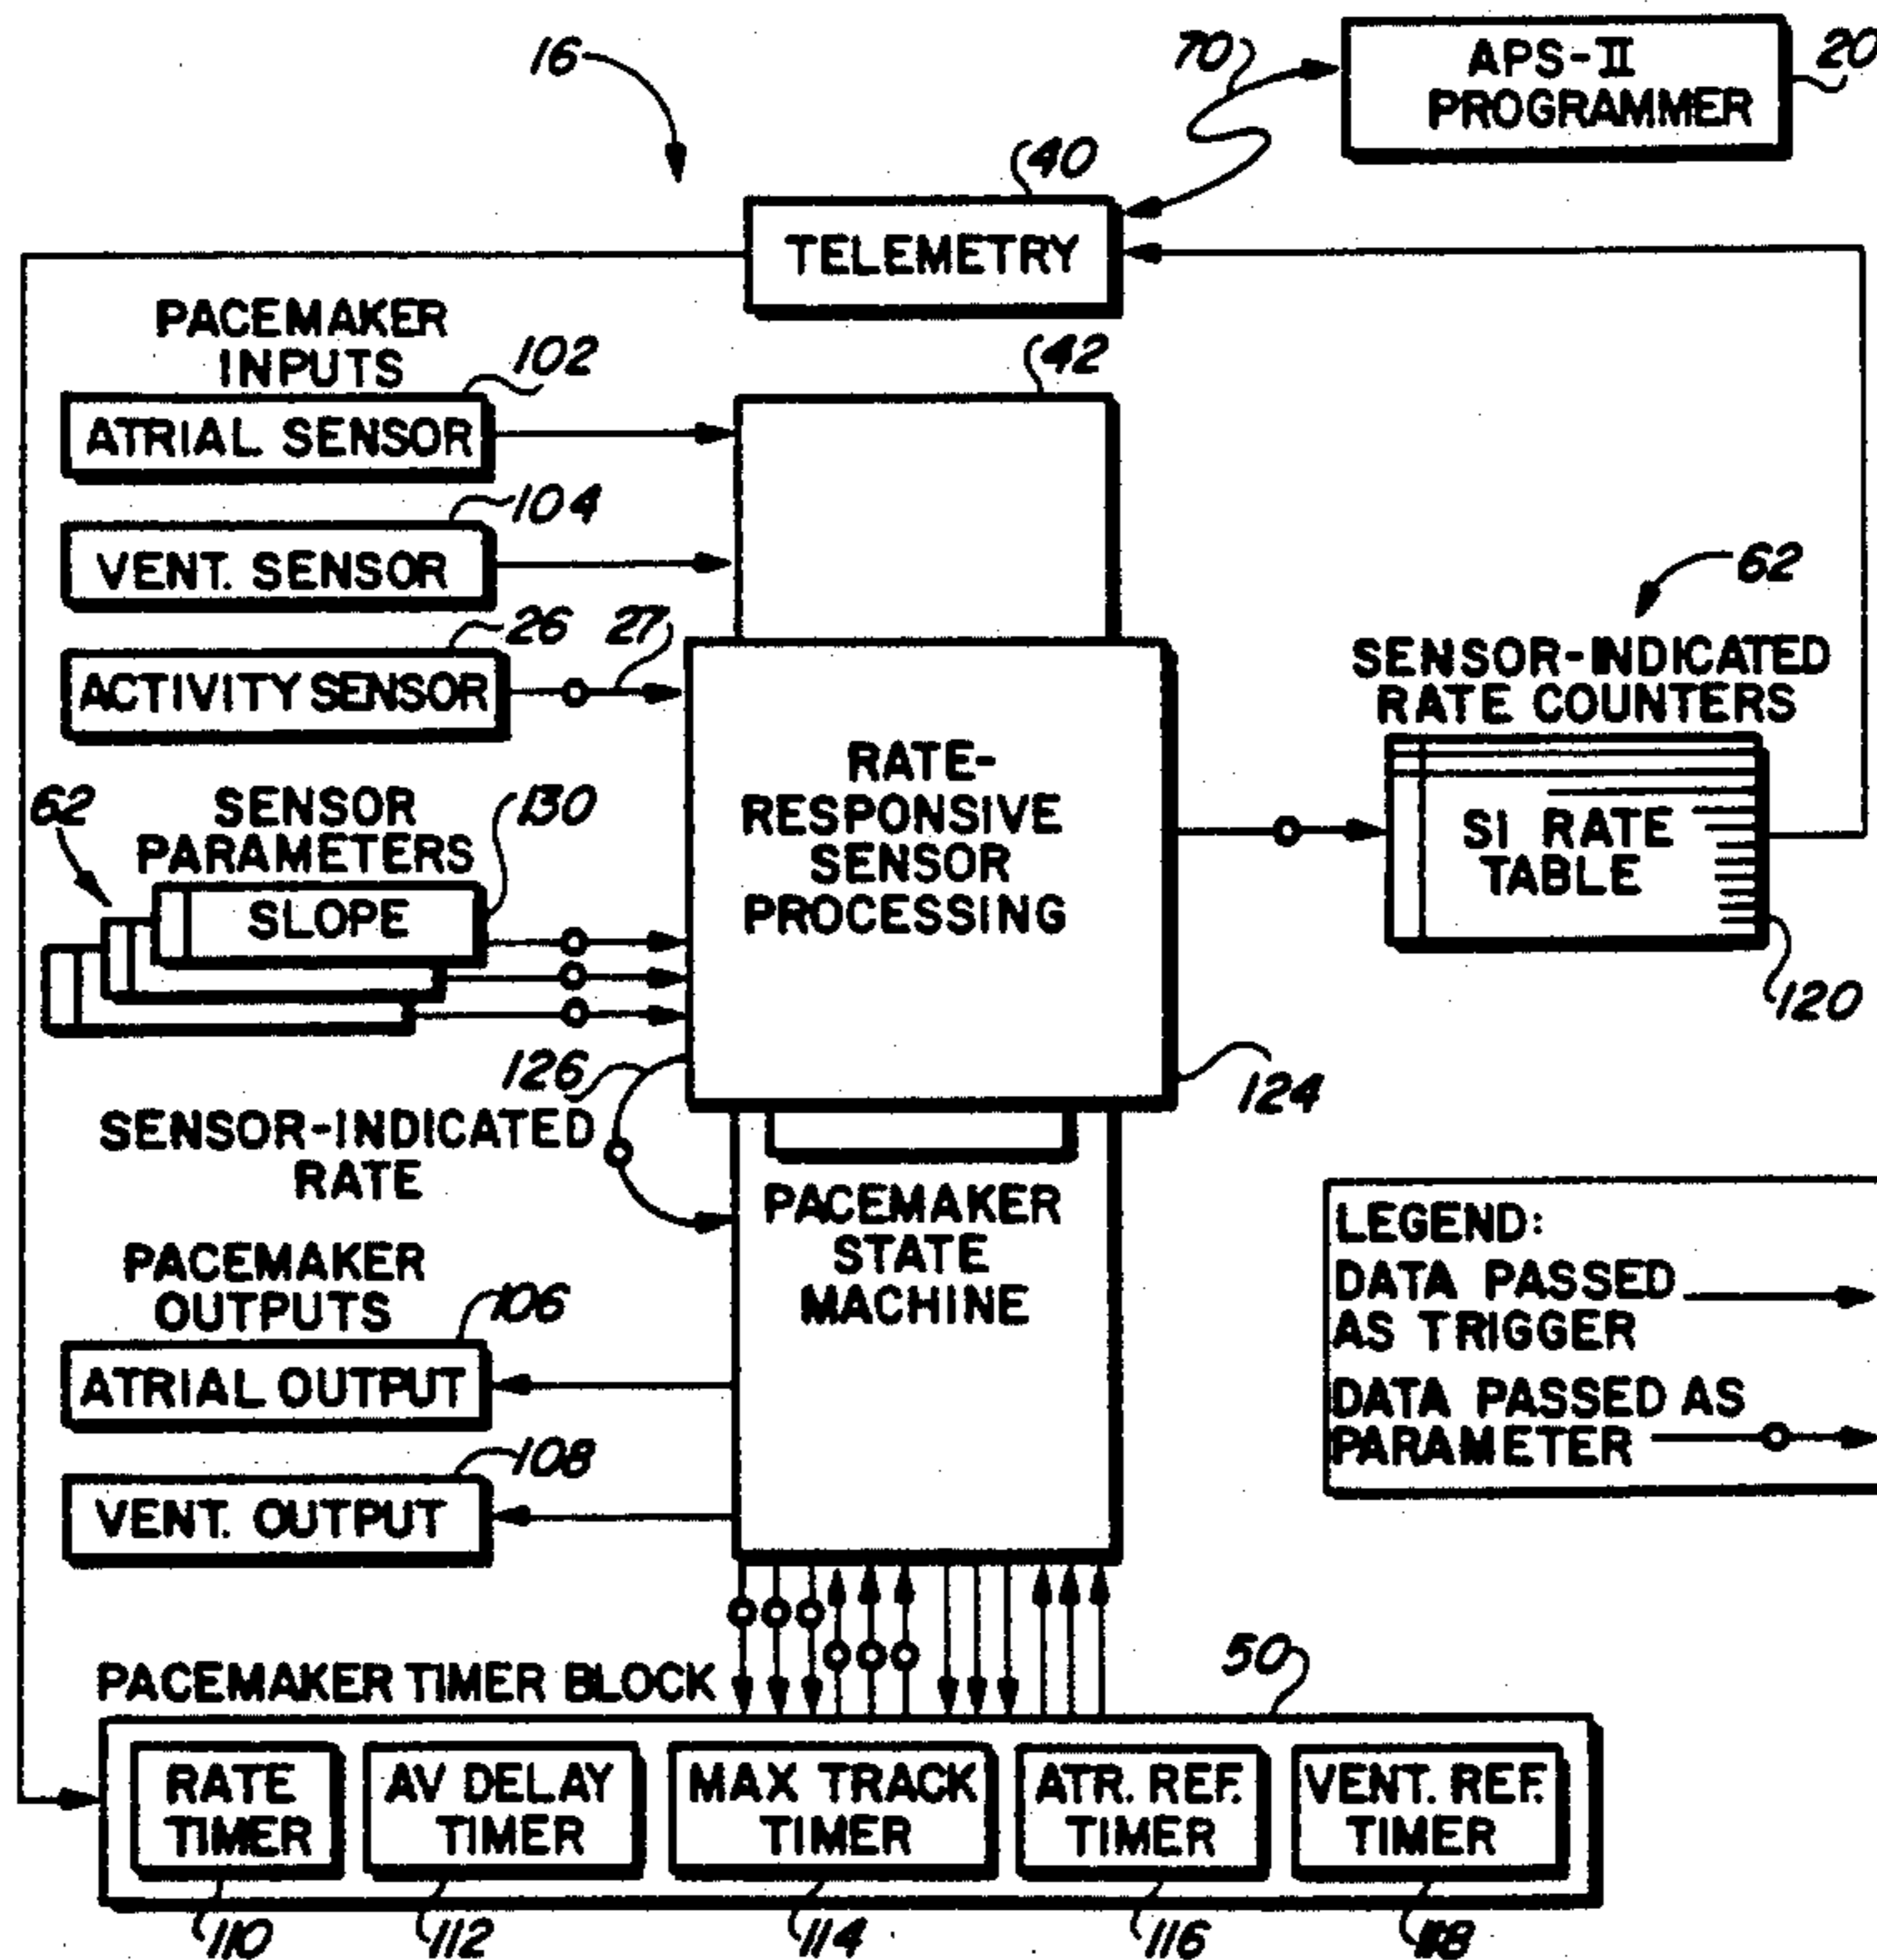 16
70
APS-II
PROGRAMMER
20
40
TELEMETRY
PACEMAKER
INPUTS
102
42
ATRIAL SENSOR
104
VENT. SENSOR
26
27
ACTIVITY SENSOR
62
SENSOR-INDICATED
RATE COUNTERS
SI RATE
TABLE
120
RATE-
RESPONSIVE
SENSOR
PROCESSING
124
62
SENSOR
PARAMETERS
130
SLOPE
126
SENSOR-INDICATED
RATE
PACEMAKER
STATE
MACHINE
PACEMAKER
OUTPUTS
106
ATRIAL OUTPUT
108
VENT. OUTPUT
LEGEND:
DATA PASSED
AS TRIGGER
DATA PASSED AS
PARAMETER
PACEMAKER TIMER BLOCK
50
RATE
TIMER
AV DELAY
TIMER
MAX TRACK
TIMER
ATR. REF.
TIMER
VENT. REF.
TIMER
110
112
114
116
118